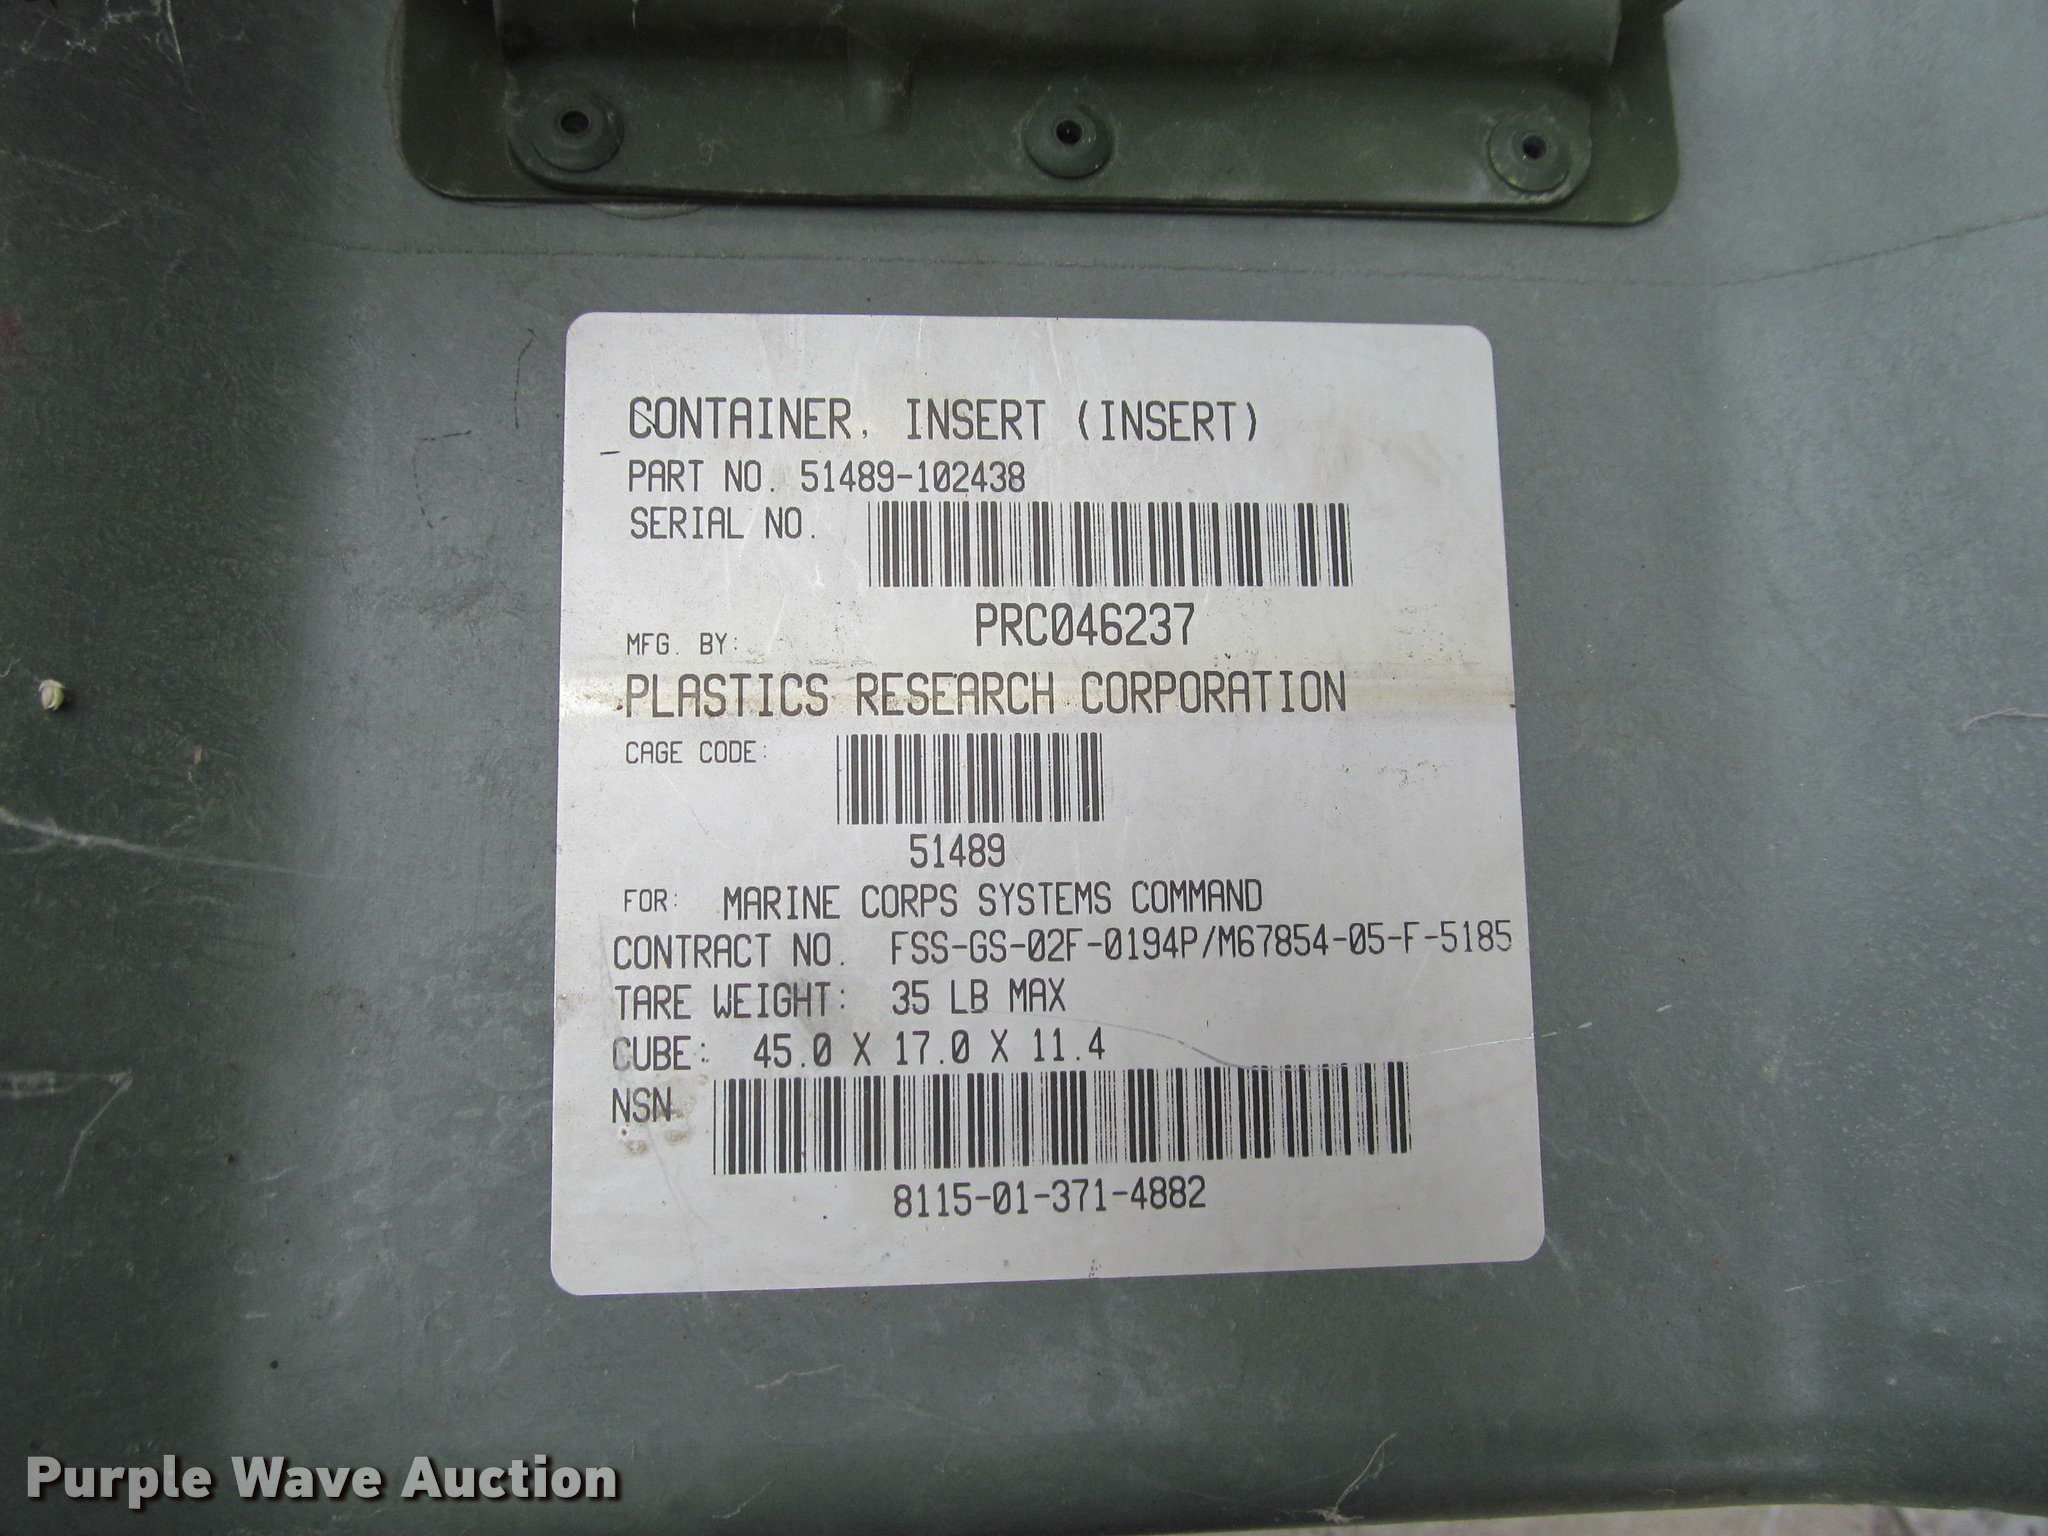 CONTAINER, INSERT (INSERT)
PART NO. 51489-102438
SERIAL NO.
PRC046237
MFG. BY:
PLASTICS RESEARCH CORPORATION
CAGE CODE:
51489
FOR: MARINE CORPS SYSTEMS COMMAND
CONTRACT NO. FSS-GS-02F-0194P/M67854-05-F-5185
TARE WEIGHT: 35 LB MAX
CUBE: 45.0 X 17.0 X 11.4
NSN
8115-01-371-4882
Purple Wave Auction